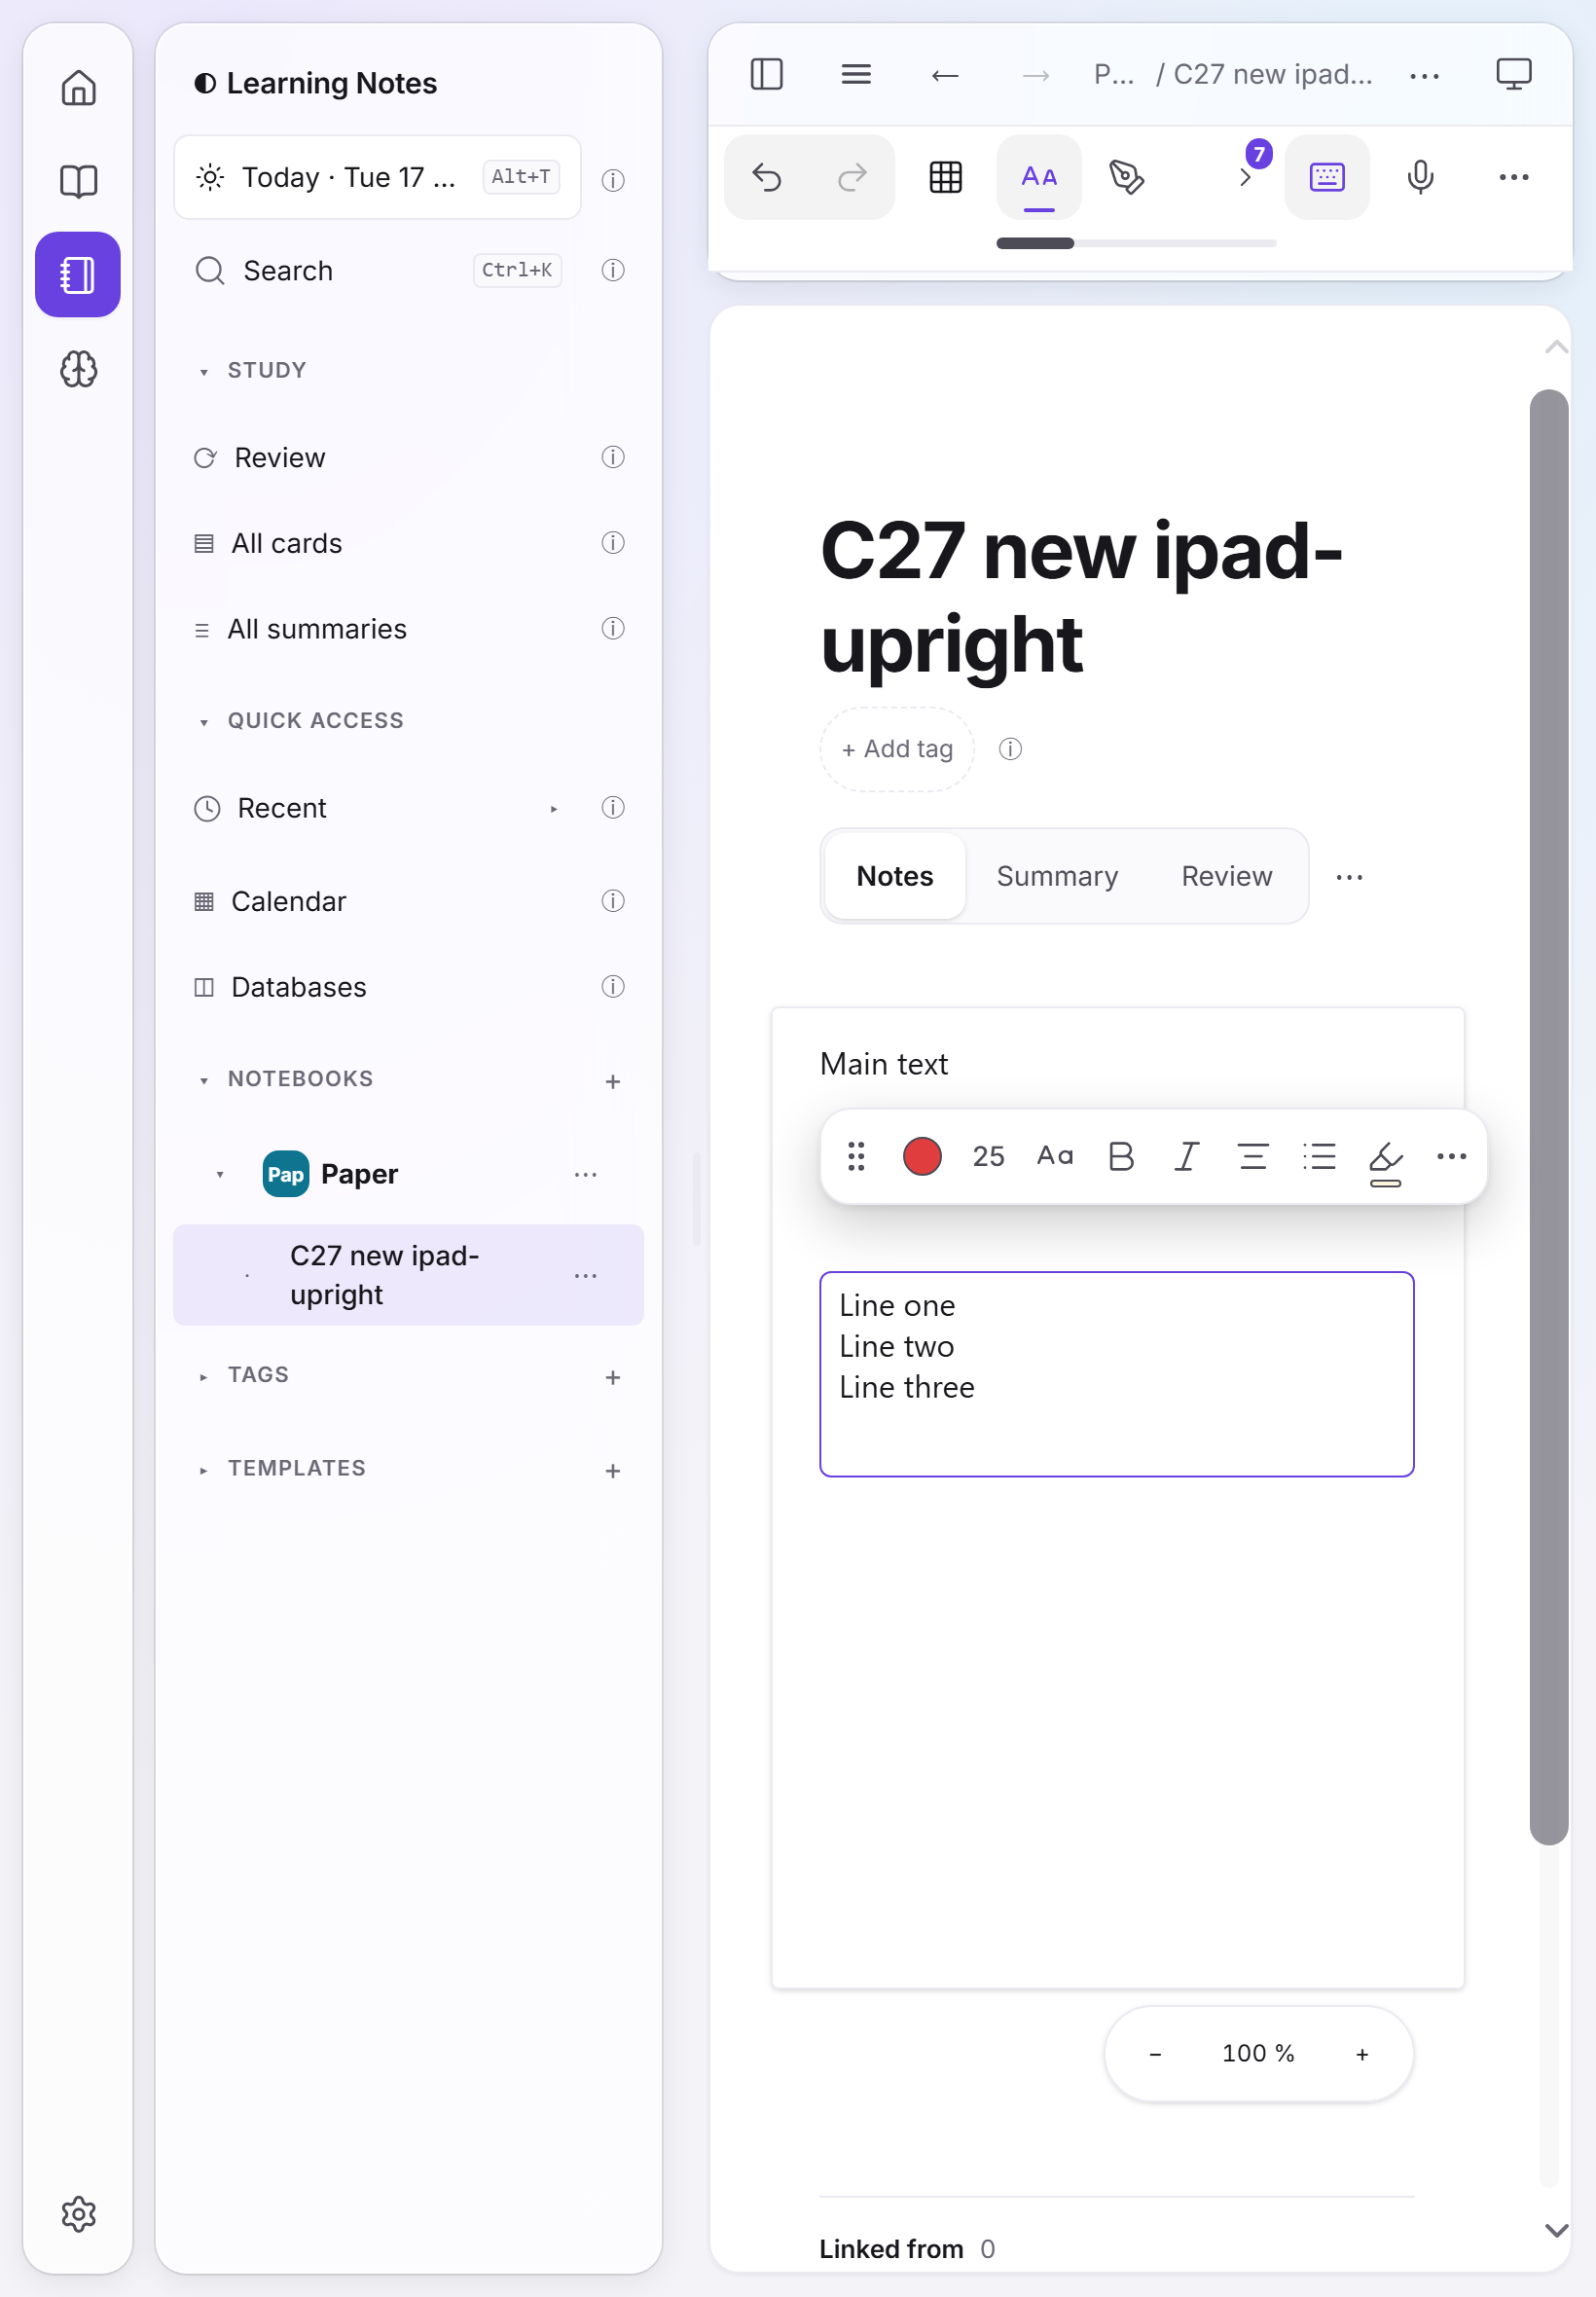 Learning Notes
Today · Tue 17 ...
Alt+T
Search
Ctrl+K
STUDY
Review
All cards
All summaries
QUICK ACCESS
Recent
Calendar
Databases
NOTEBOOKS
+
Pap
Paper
...
C27 new ipad-
upright
...
TAGS
+
TEMPLATES
+
P... / C27 new ipad...
...
Aa
7
C27 new ipad-
upright
+ Add tag
Notes
Summary
Review
...
Main text
25
Aa
B
I
Line one
Line two
Line three
−
100 %
+
Linked from 0